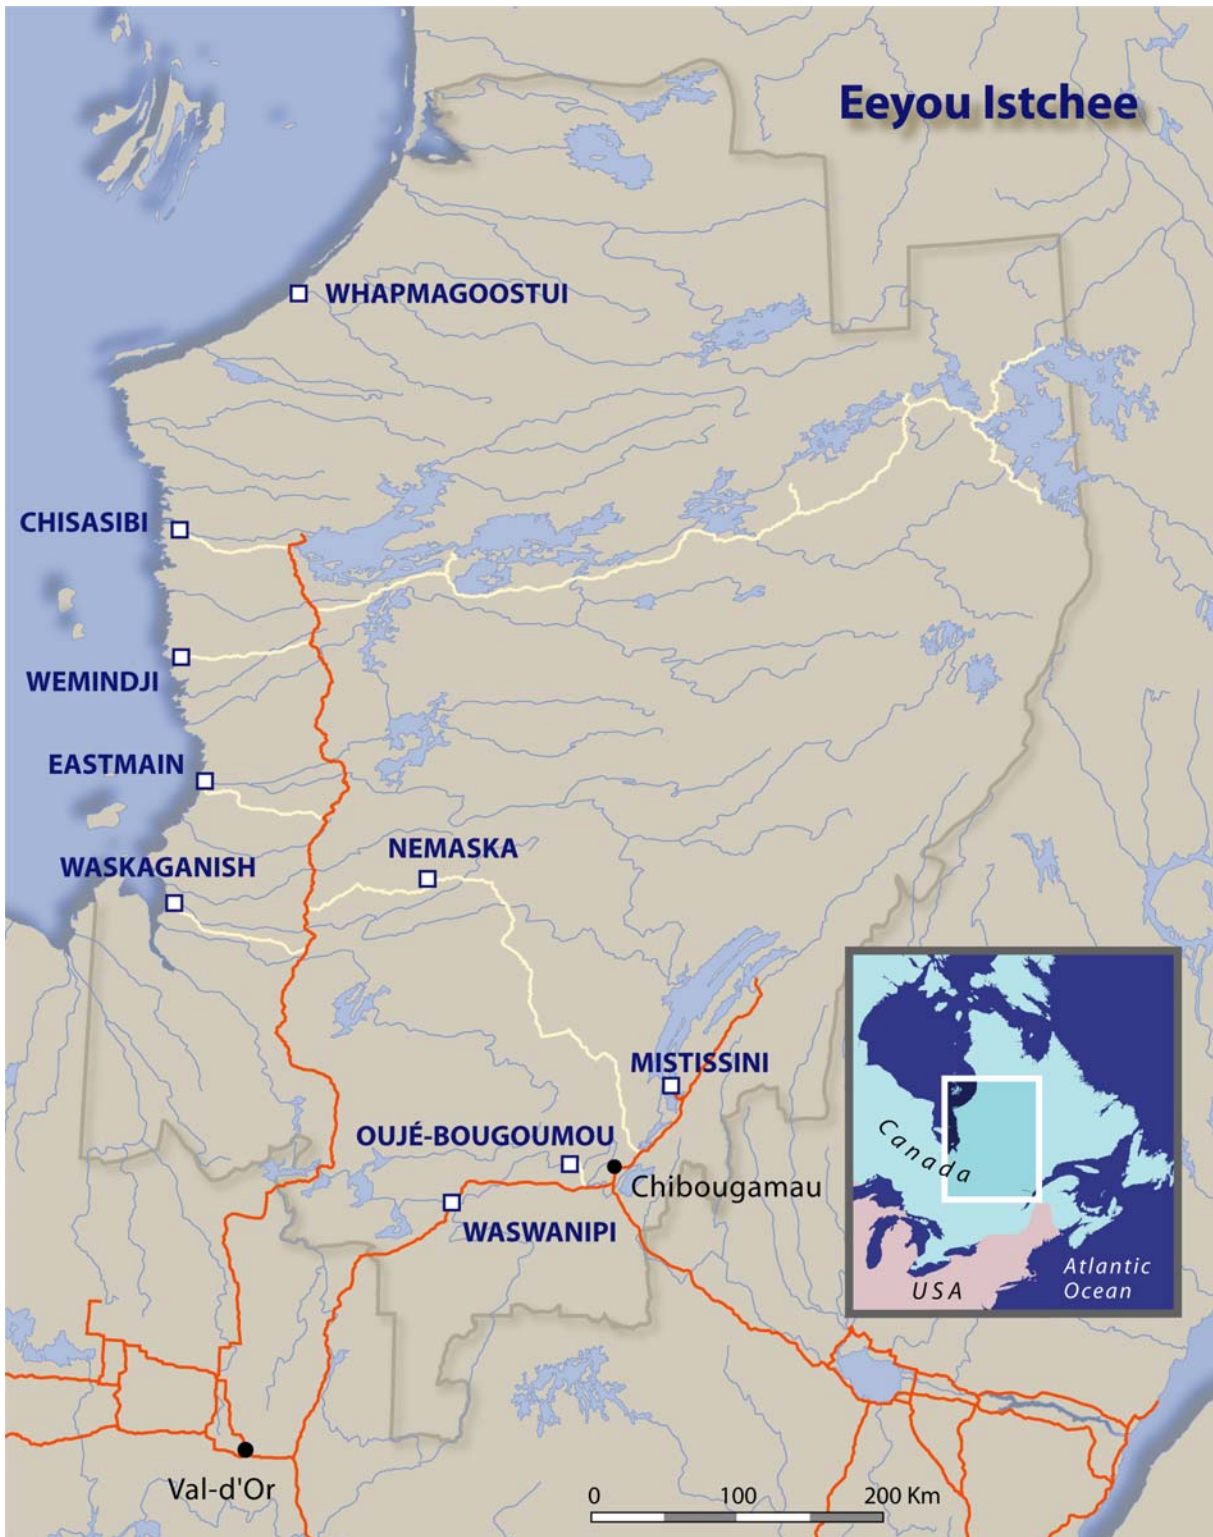 Eeyou Istchee
WHAPMAGOOSTUI
CHISASIBI
WEMINDJI
EASTMAIN
NEMASKA
WASKAGANISH
MISTISSINI
OUJÉ-BOUGOUMOU
Chibougamau
WASWANIPI
Canada
USA
Atlantic
Ocean
Val-d'Or
0 100 200 Km